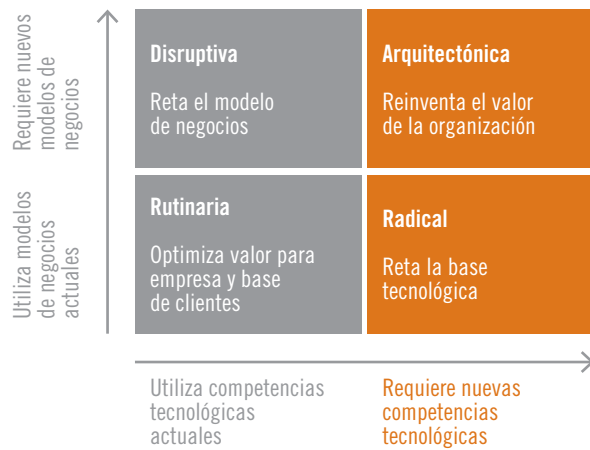 Requiere nuevos
modelos de
negocios
Disruptiva
Reta el modelo
de negocios
Arquitectónica
Reinventa el valor
de la organización
Utiliza modelos
de negocios
actuales
Rutinaria
Optimiza valor para
empresa y base
de clientes
Radical
Reta la base
tecnológica
Utiliza competencias
tecnológicas
actuales
Requiere nuevas
competencias
tecnológicas